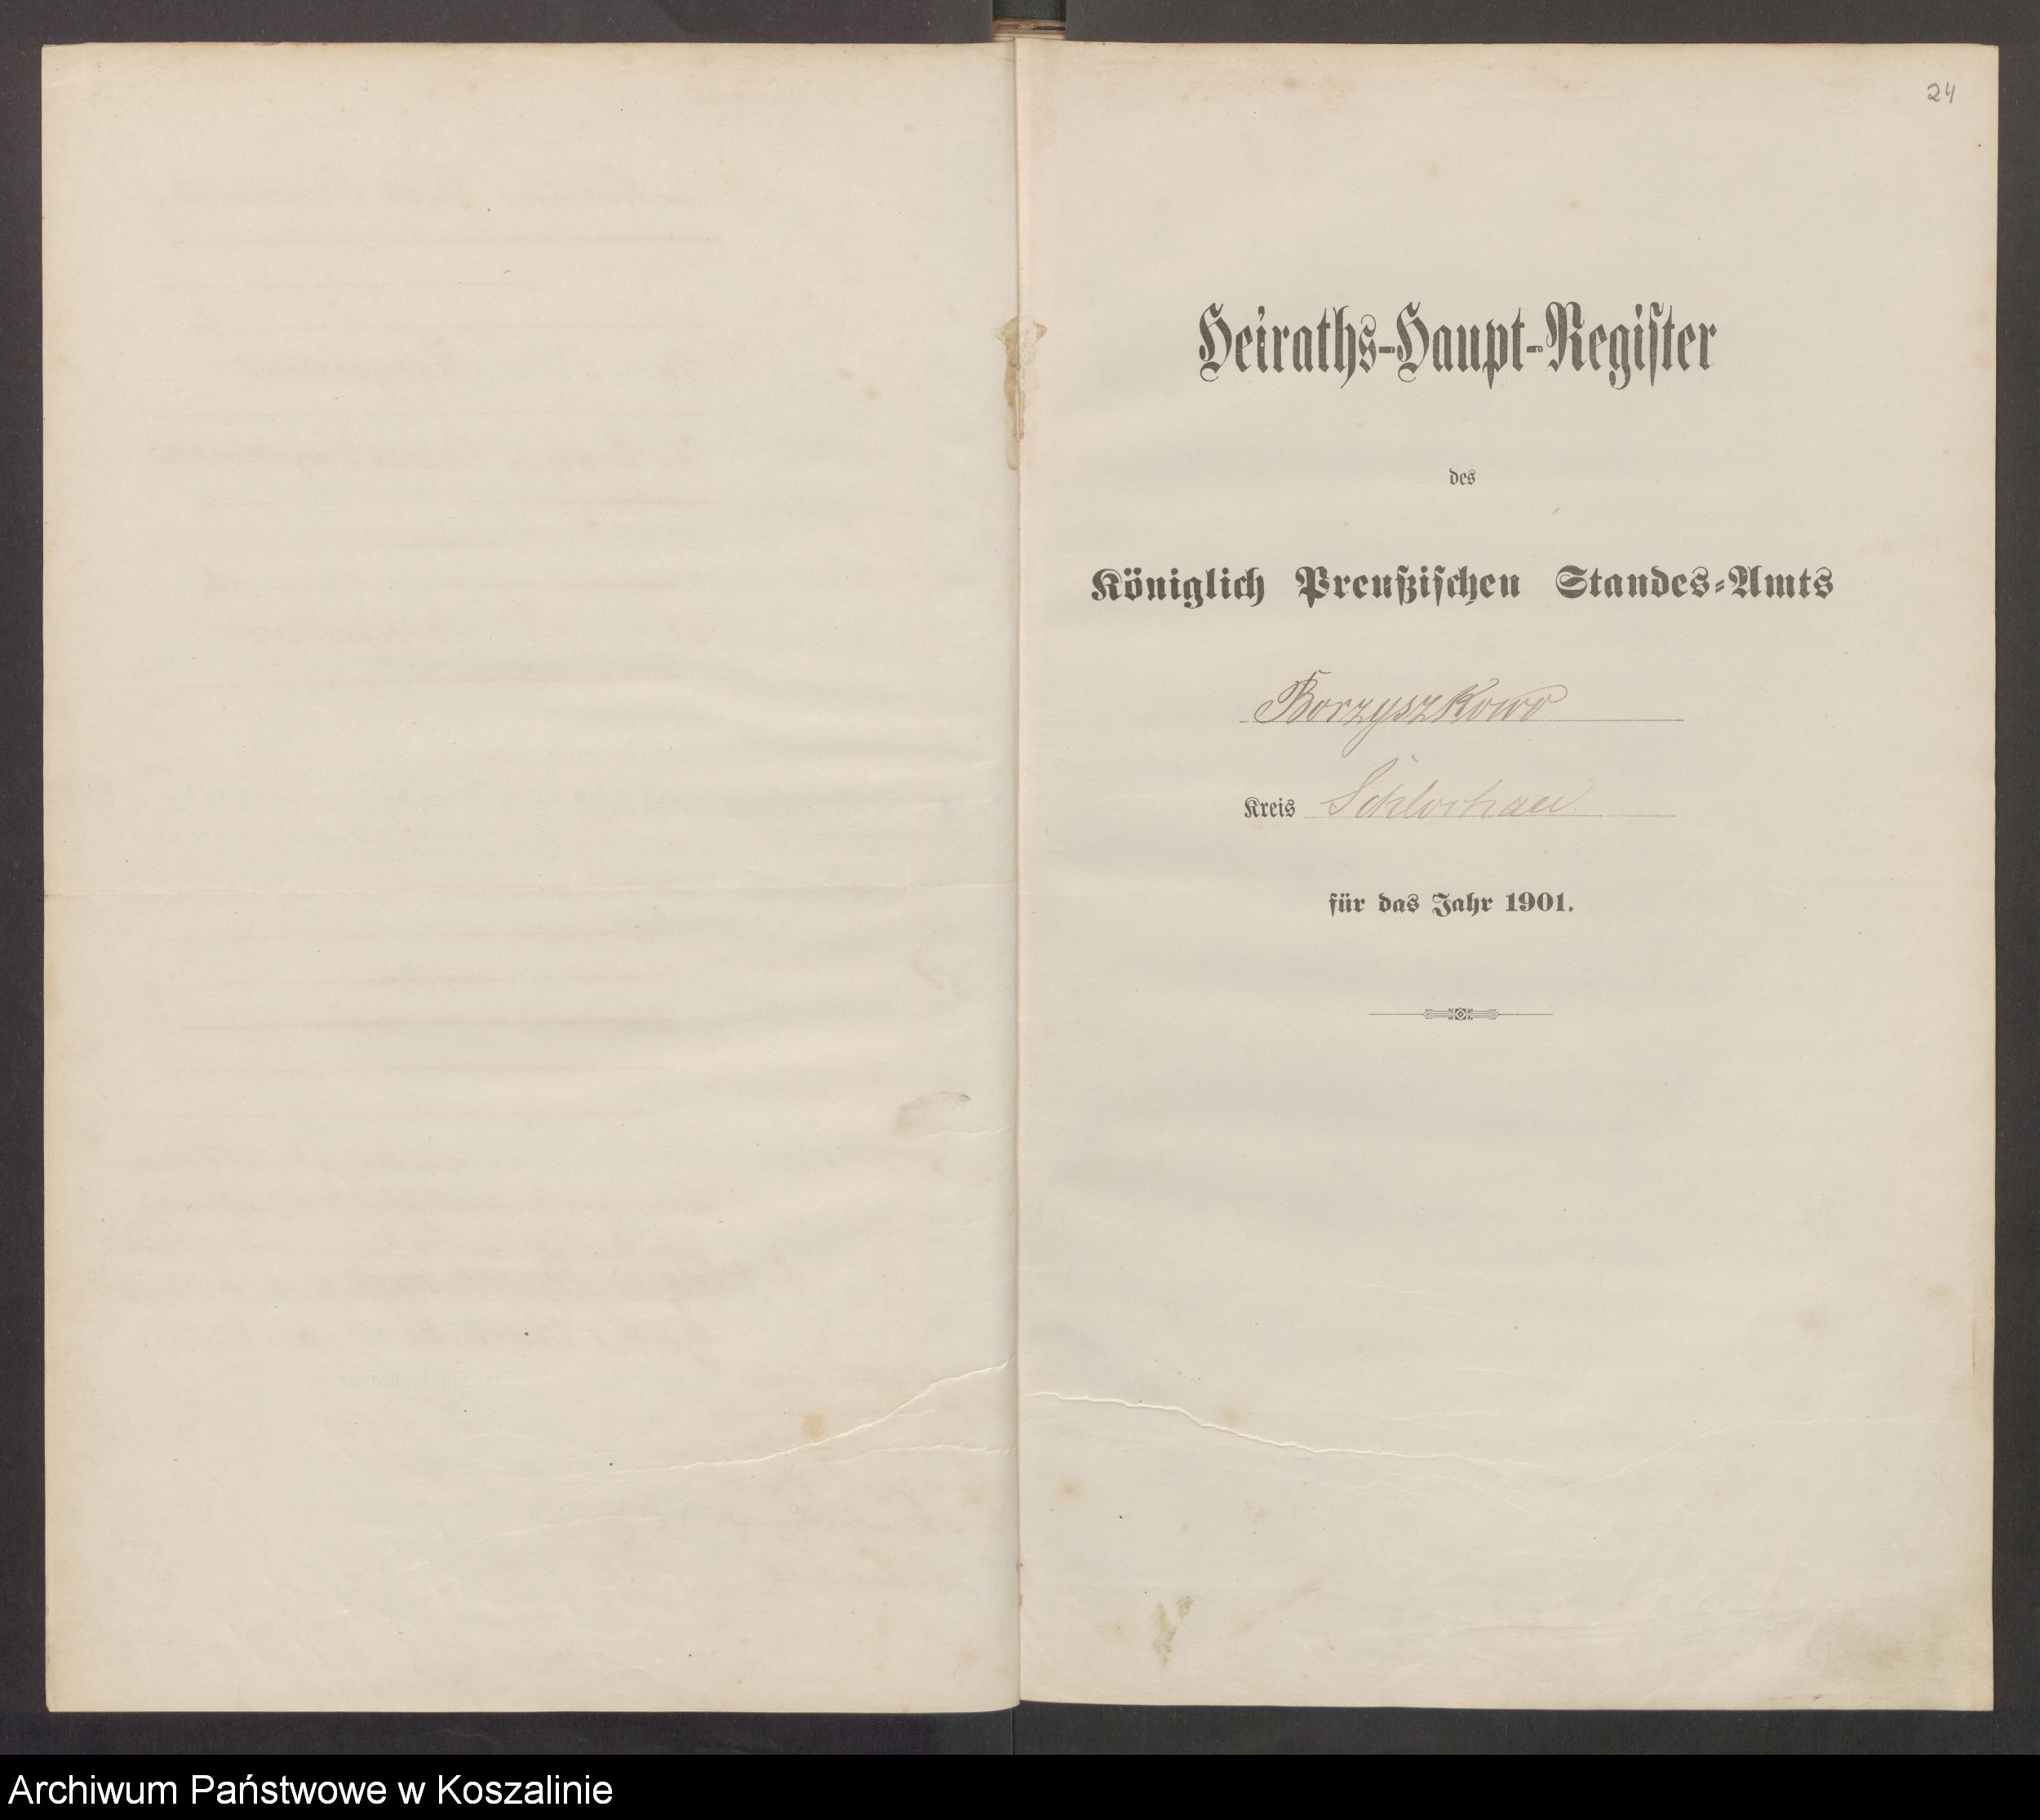 24
Heiraths-Haupt-Register
des
Königlich Preußischen Standes-Amts
Borzyszkowo
Kreis Schlochau
für das Jahr 1901.
Archiwum Państwowe w Koszalinie